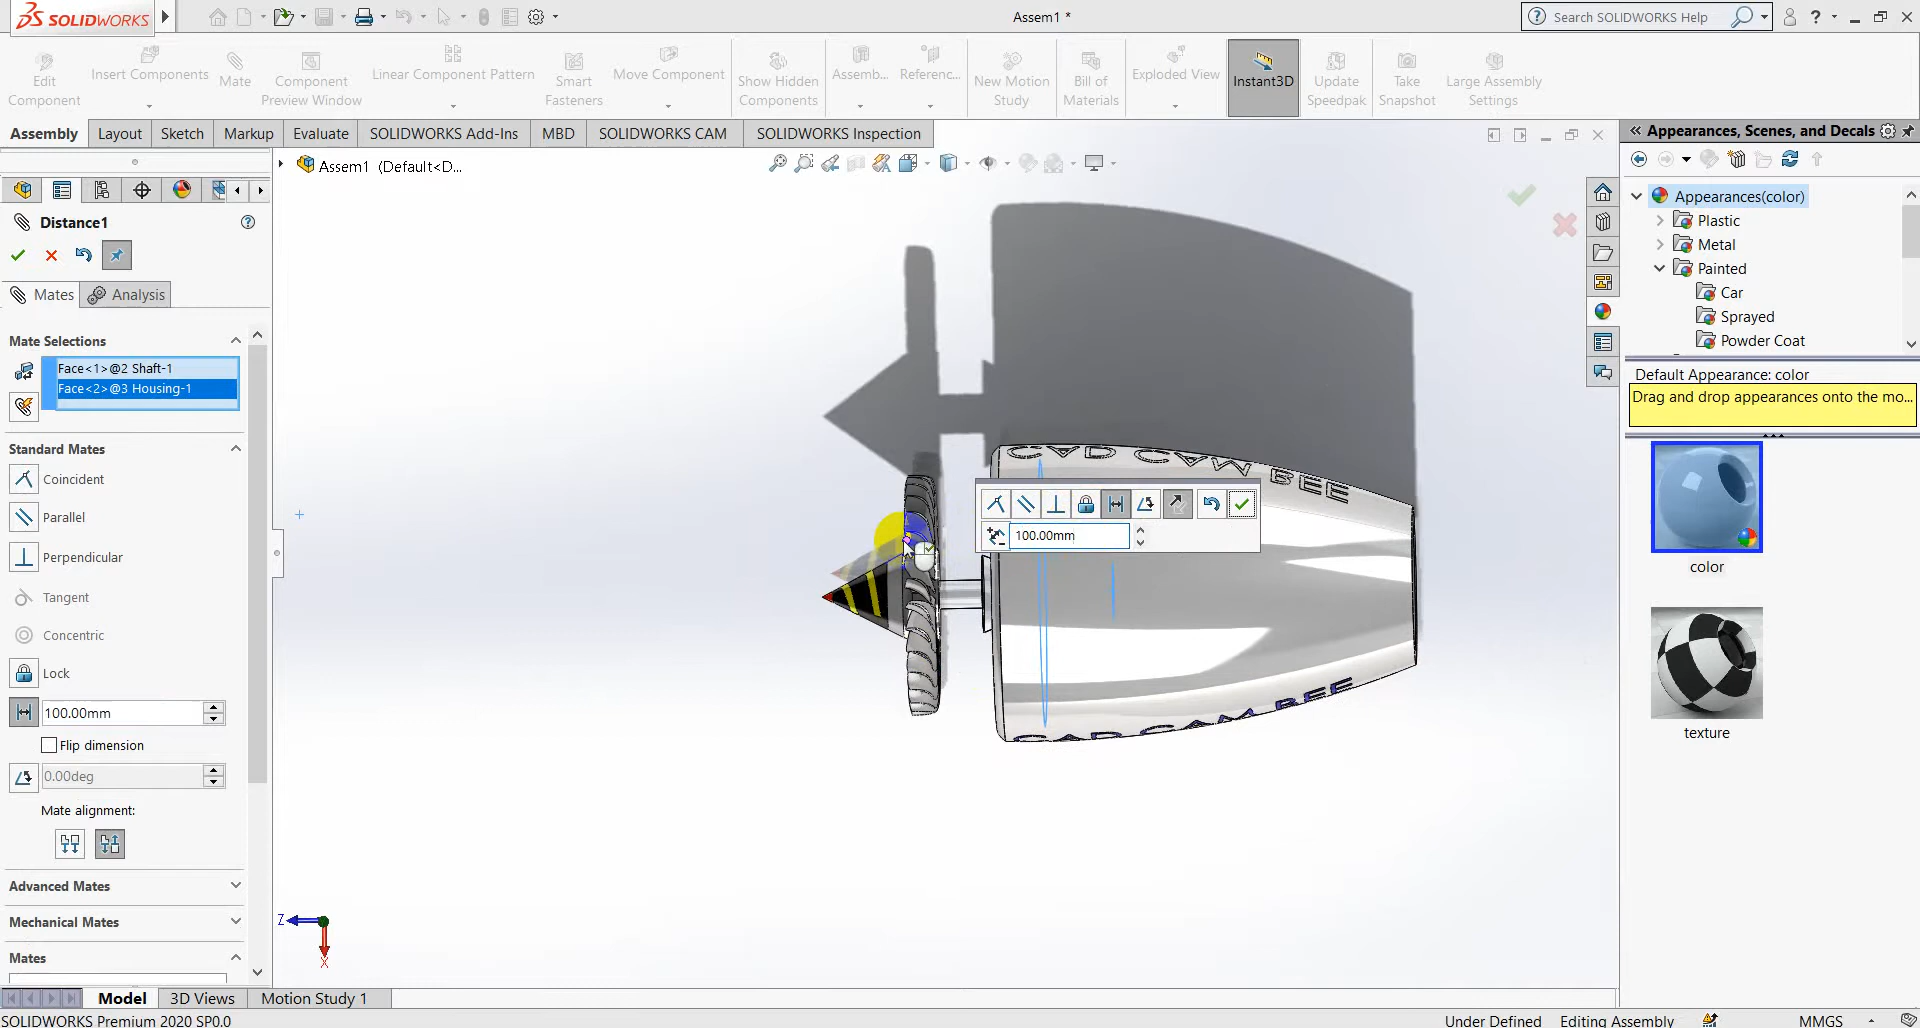 SOLIDWORKS
Assem1 *
Search SOLIDWORKS Help
Edit Component
Insert Components
Mate
Component Preview Window
Linear Component Pattern
Smart Fasteners
Move Component
Show Hidden Components
Assemb...
Referenc...
New Motion Study
Bill of Materials
Exploded View
Instant3D
Update Speedpak
Take Snapshot
Large Assembly Settings
Assembly
Layout
Sketch
Markup
Evaluate
SOLIDWORKS Add-Ins
MBD
SOLIDWORKS CAM
SOLIDWORKS Inspection
Appearances, Scenes, and Decals
Assem1 (Default<D...
Distance1
Mates
Analysis
Mate Selections
Face<1>@2 Shaft-1
Face<2>@3 Housing-1
Standard Mates
Coincident
Parallel
Perpendicular
Tangent
Concentric
Lock
100.00mm
Flip dimension
0.00deg
Mate alignment:
Advanced Mates
Mechanical Mates
Mates
CAD CAM BEE
100.00mm
CAD CAM BEE
Z
X
Appearances(color)
Plastic
Metal
Painted
Car
Sprayed
Powder Coat
Default Appearance: color
Drag and drop appearances onto the mo...
color
texture
Model
3D Views
Motion Study 1
SOLIDWORKS Premium 2020 SP0.0
Under Defined
Editing Assembly
MMGS